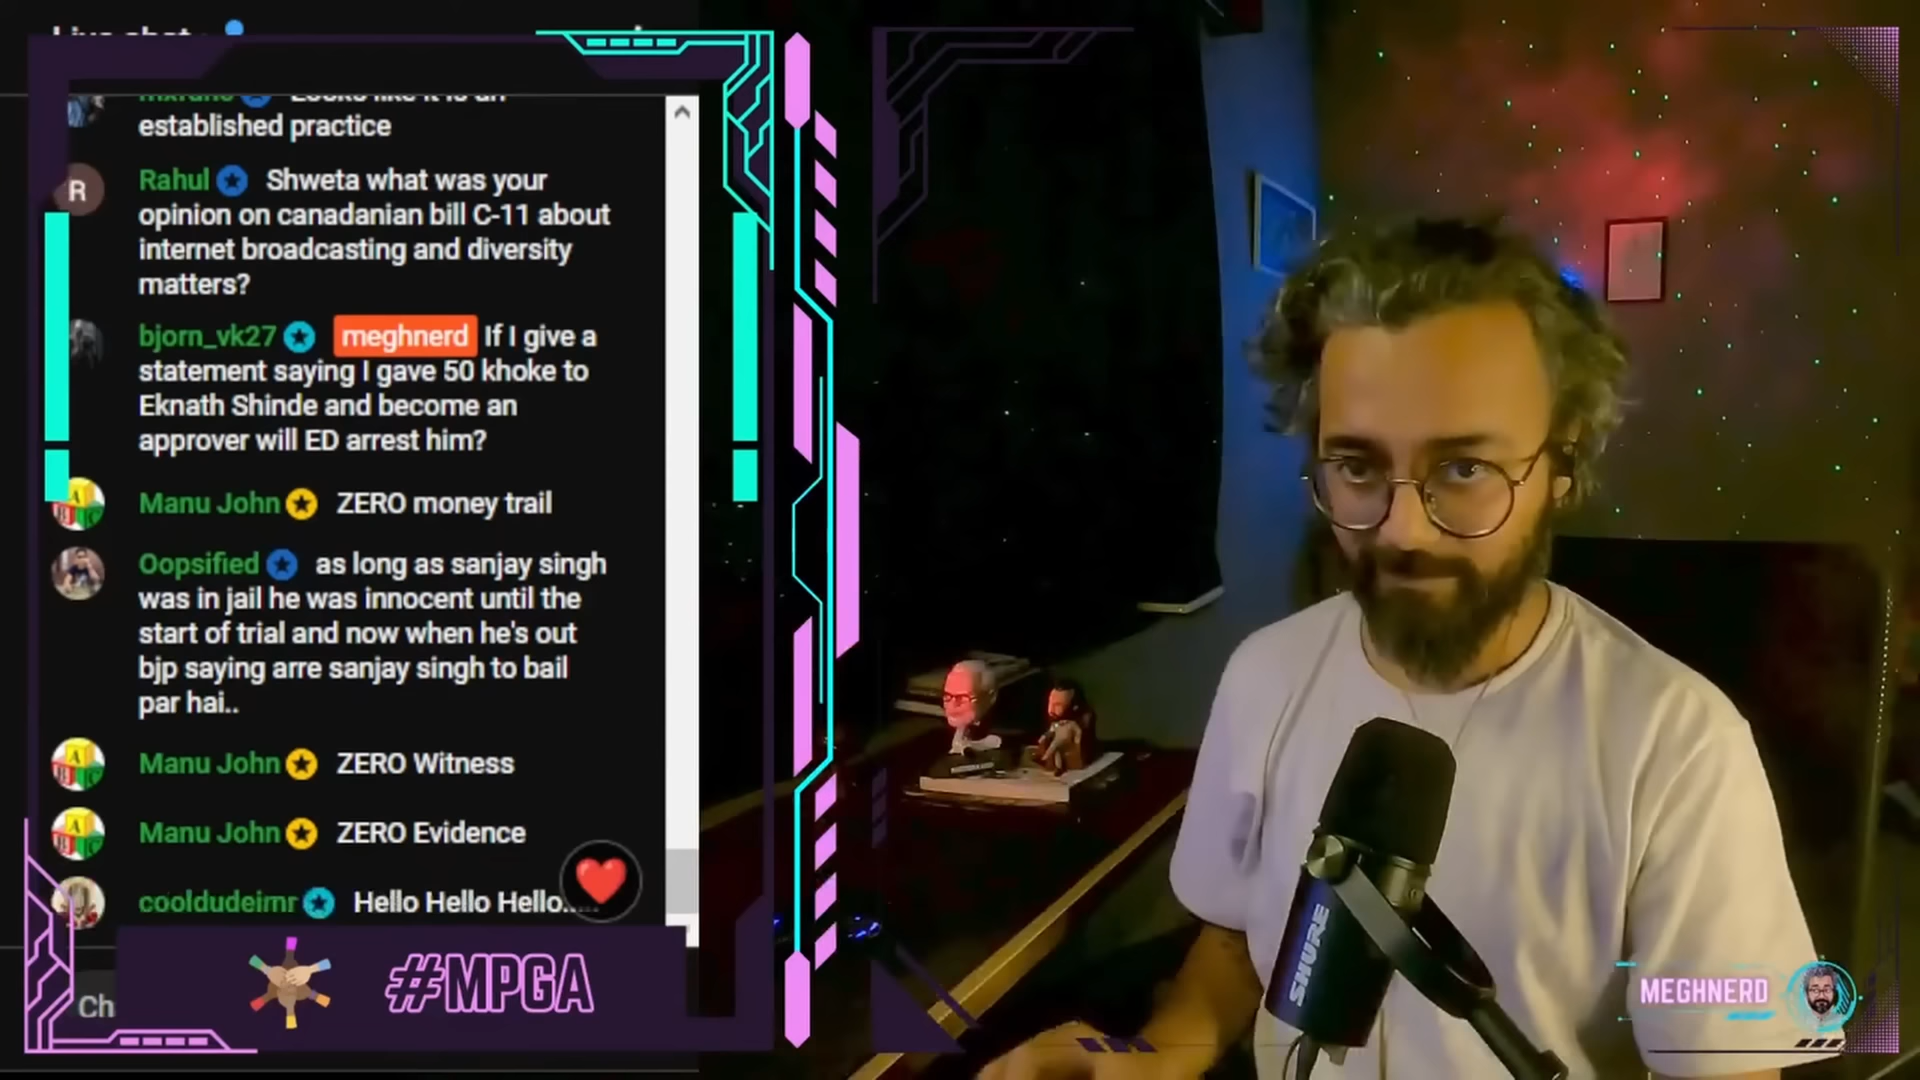 Live chat
established practice
Rahul Shweta what was your
opinion on canadanian bill C-11 about
internet broadcasting and diversity
matters?
bjorn_vk27 meghnerd If I give a
statement saying I gave 50 khoke to
Eknath Shinde and become an
approver will ED arrest him?
Manu John ZERO money trail
Oopsified as long as sanjay singh
was in jail he was innocent until the
start of trial and now when he's out
bjp saying arre sanjay singh to bail
par hai..
Manu John ZERO Witness
Manu John ZERO Evidence
cooldudeimr Hello Hello Hello.....
Ch
#MPGA
R
SHURE
MEGHNERD